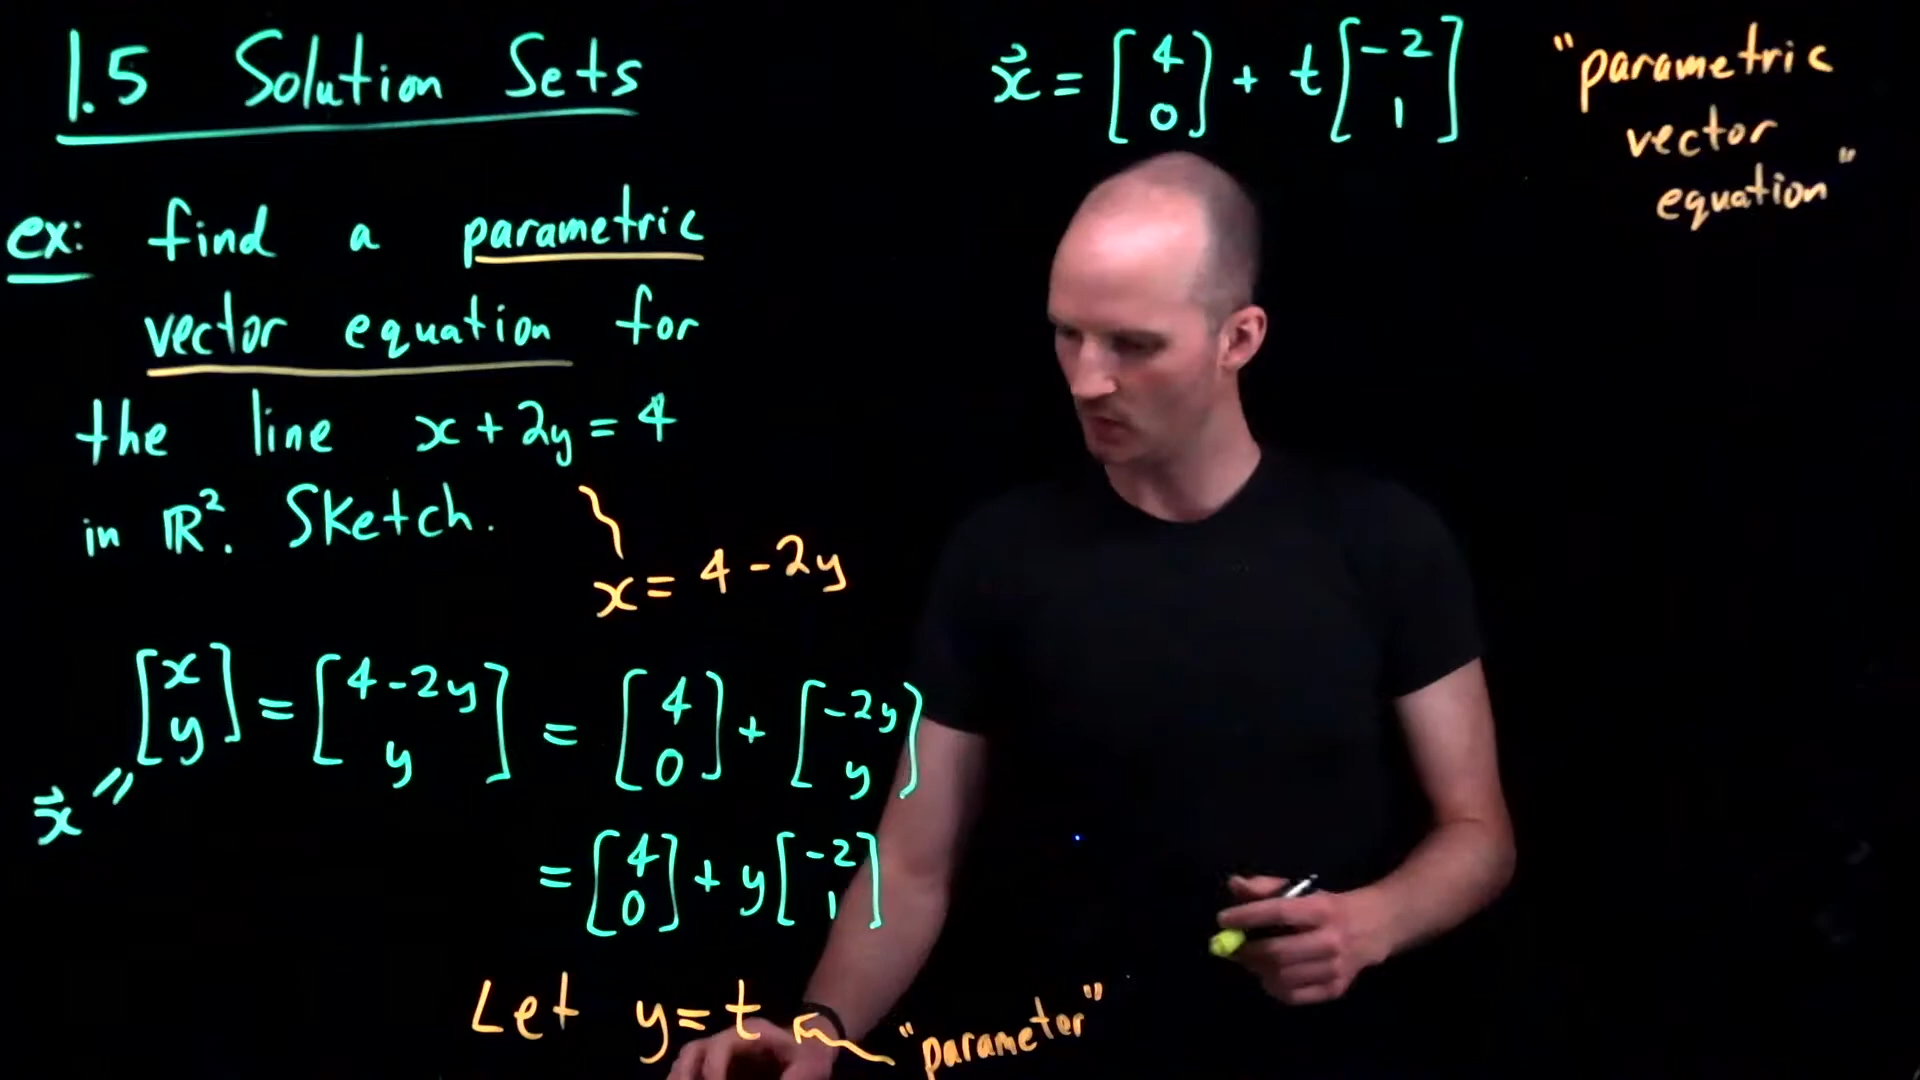 1.5 Solution Sets
ex: find a parametric
vector equation for
the line x + 2y = 4
in ℝ². Sketch.
x = 4 - 2y
[x y] = [4-2y y] = [4 0] + [-2y y]
x⃗ =
= [4 0] + y [-2 1]
Let y = t
"parameter"
x⃗ = [4 0] + t [-2 1]
"parametric
vector
equation"